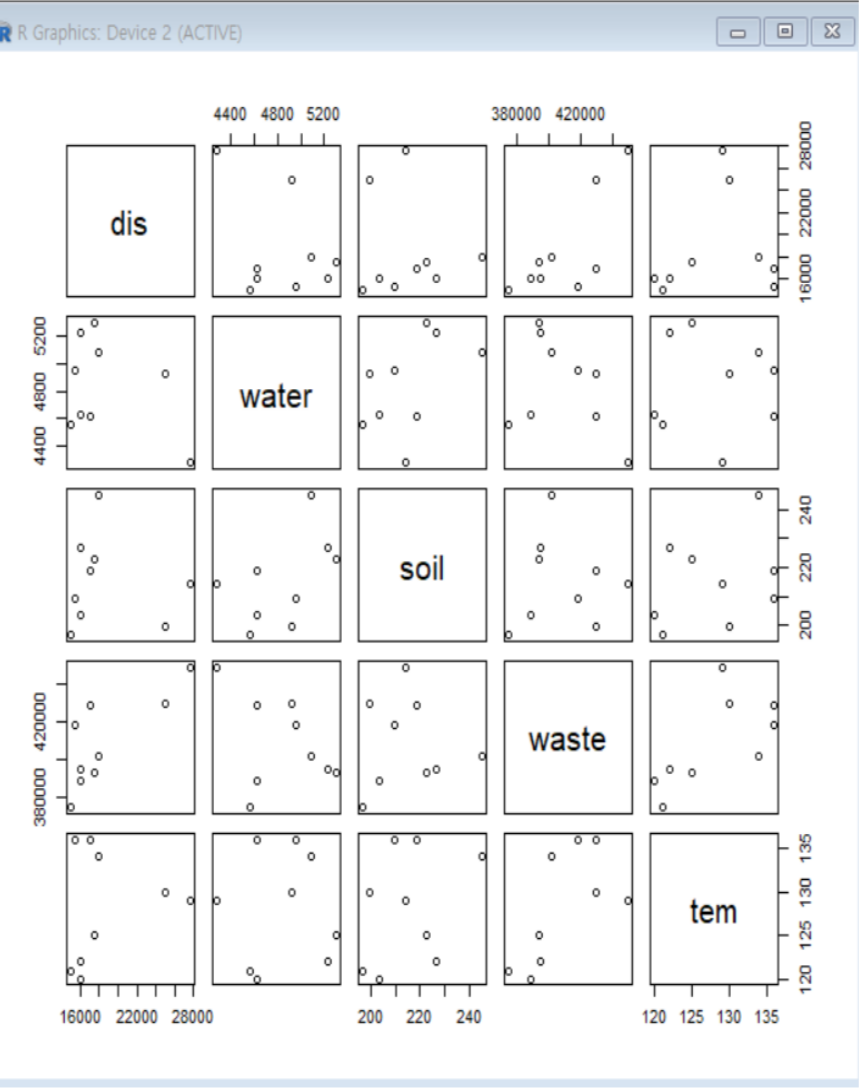 R R Graphics: Device 2 (ACTIVE)
4400 4800 5200 380000 420000
dis
16000 22000 28000
4400 4800 5200
water
soil
200 220 240
380000 420000
waste
tem
120 125 130 135
16000 22000 28000 200 220 240 120 125 130 135